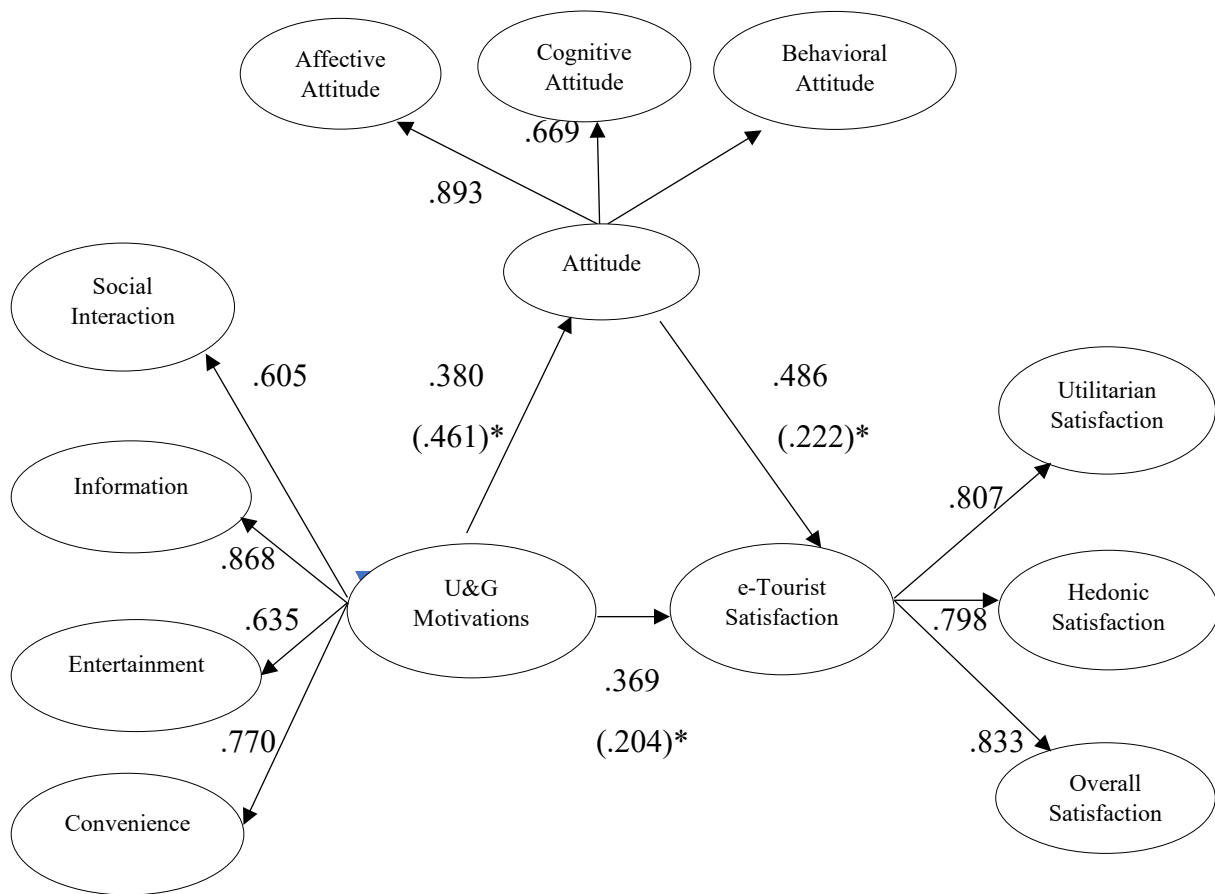 Affective
Attitude
Cognitive
Attitude
Behavioral
Attitude
.669
.893
Attitude
Social
Interaction
.605
.380
(.461)*
.486
(.222)*
Utilitarian
Satisfaction
Information
.807
.868
U&G
Motivations
e-Tourist
Satisfaction
Hedonic
Satisfaction
.798
.635
Entertainment
.369
(.204)*
.770
.833
Overall
Satisfaction
Convenience